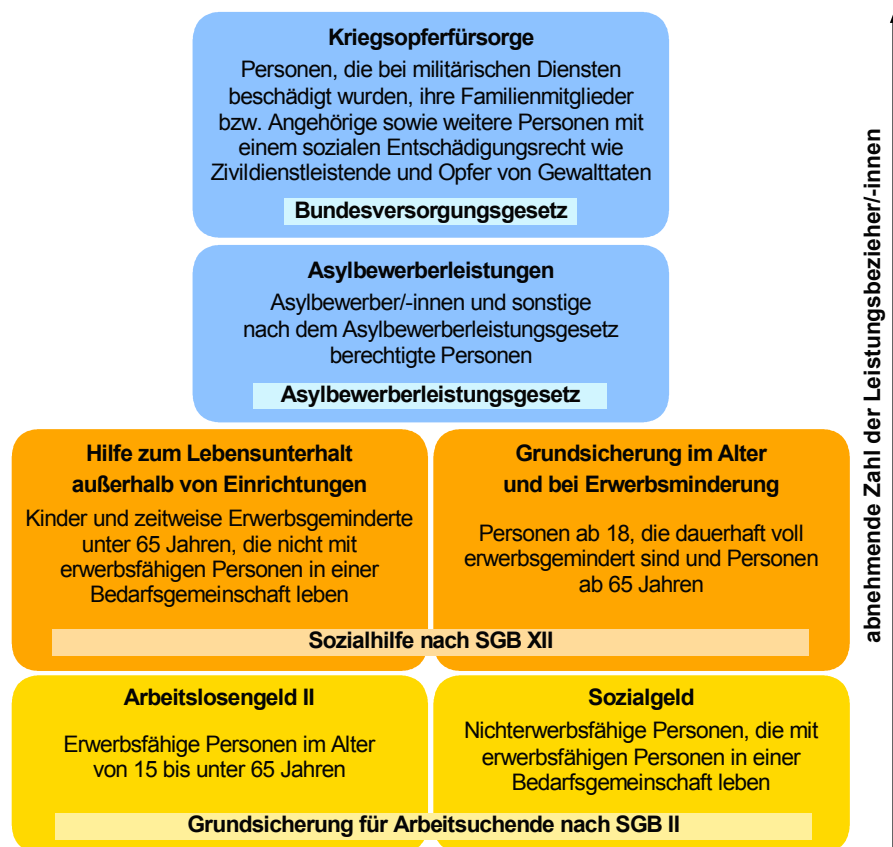 Kriegsopferfürsorge
Personen, die bei militärischen Diensten
beschädigt wurden, ihre Familienmitglieder
bzw. Angehörige sowie weitere Personen mit
einem sozialen Entschädigungsrecht wie
Zivildienstleistende und Opfer von Gewalttaten
Bundesversorgungsgesetz
Asylbewerberleistungen
Asylbewerber/-innen und sonstige
nach dem Asylbewerberleistungsgesetz
berechtigte Personen
Asylbewerberleistungsgesetz
Hilfe zum Lebensunterhalt
außerhalb von Einrichtungen
Kinder und zeitweise Erwerbsgeminderte
unter 65 Jahren, die nicht mit
erwerbsfähigen Personen in einer
Bedarfsgemeinschaft leben
Grundsicherung im Alter
und bei Erwerbsminderung
Personen ab 18, die dauerhaft voll
erwerbsgemindert sind und Personen
ab 65 Jahren
Sozialhilfe nach SGB XII
Arbeitslosengeld II
Erwerbsfähige Personen im Alter
von 15 bis unter 65 Jahren
Sozialgeld
Nichterwerbsfähige Personen, die mit
erwerbsfähigen Personen in einer
Bedarfsgemeinschaft leben
Grundsicherung für Arbeitsuchende nach SGB II
abnehmende Zahl der Leistungsbezieher/-innen